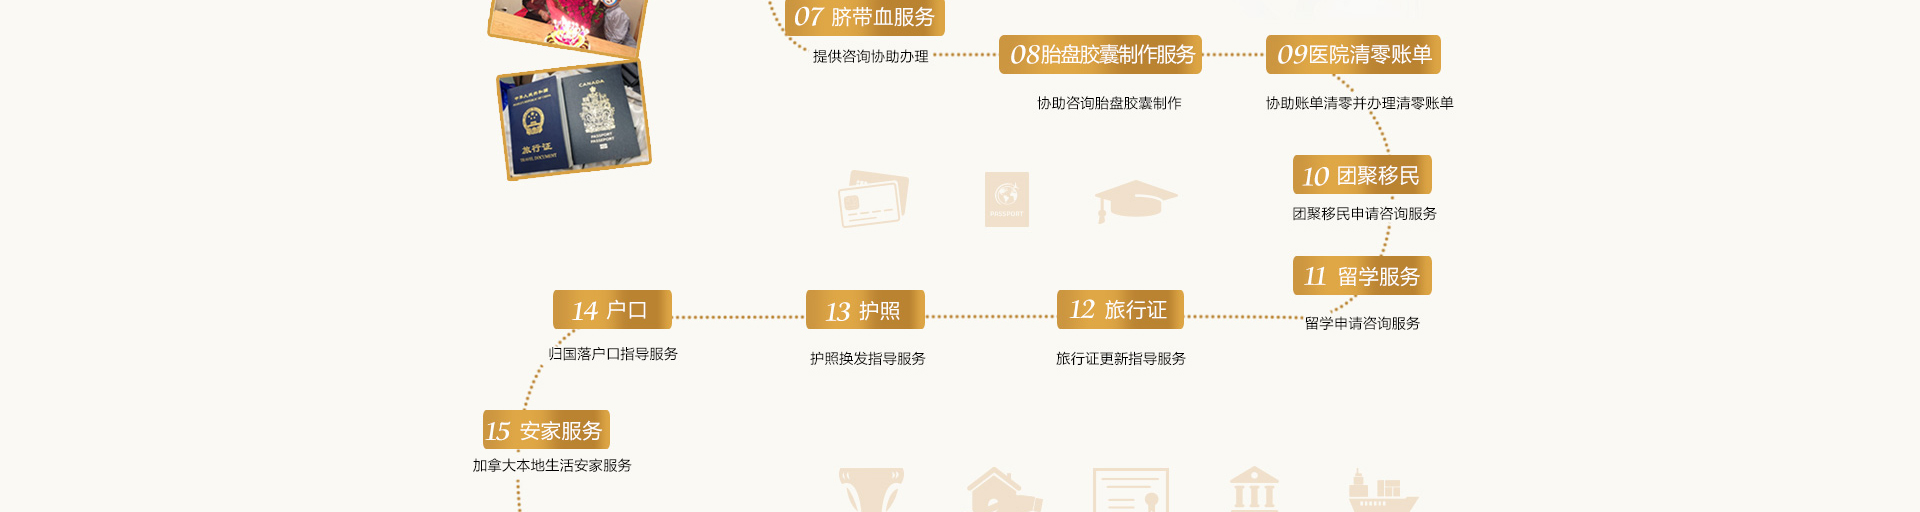 07 脐带血服务
提供咨询协助办理
08胎盘胶囊制作服务
协助咨询胎盘胶囊制作
09医院清零账单
协助账单清零并办理清零账单
CANADA
PASSPORT
PASSEPORT
旅行证
TRAVEL DOCUMENT
PASSPORT
10 团聚移民
团聚移民申请咨询服务
11 留学服务
留学申请咨询服务
12 旅行证
旅行证更新指导服务
13 护照
护照换发指导服务
14 户口
归国落户口指导服务
15 安家服务
加拿大本地生活安家服务